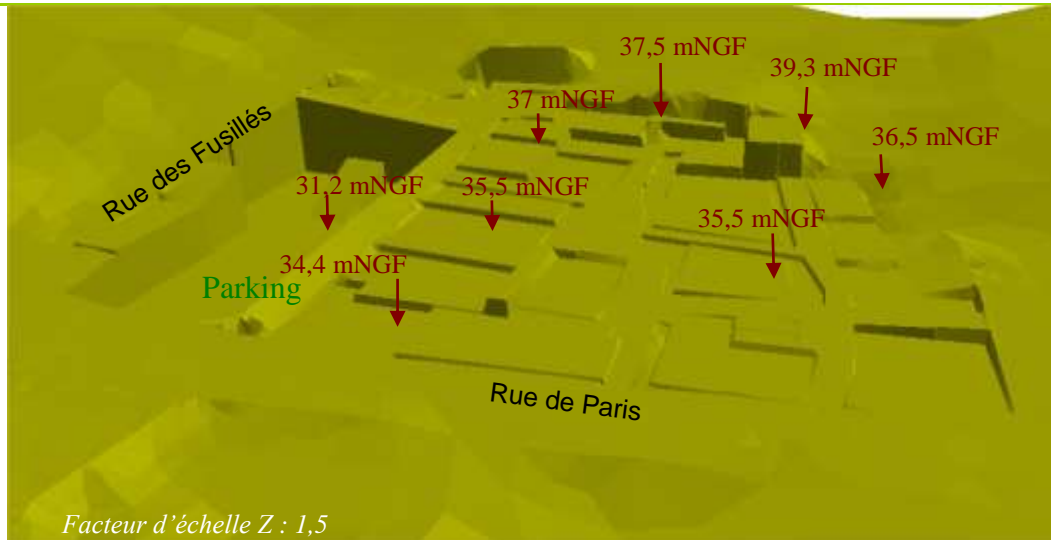 37,5 mNGF
39,3 mNGF
37 mNGF
36,5 mNGF
Rue des Fusillés
31,2 mNGF
35,5 mNGF
35,5 mNGF
34,4 mNGF
Parking
Rue de Paris
Facteur d'échelle Z : 1,5